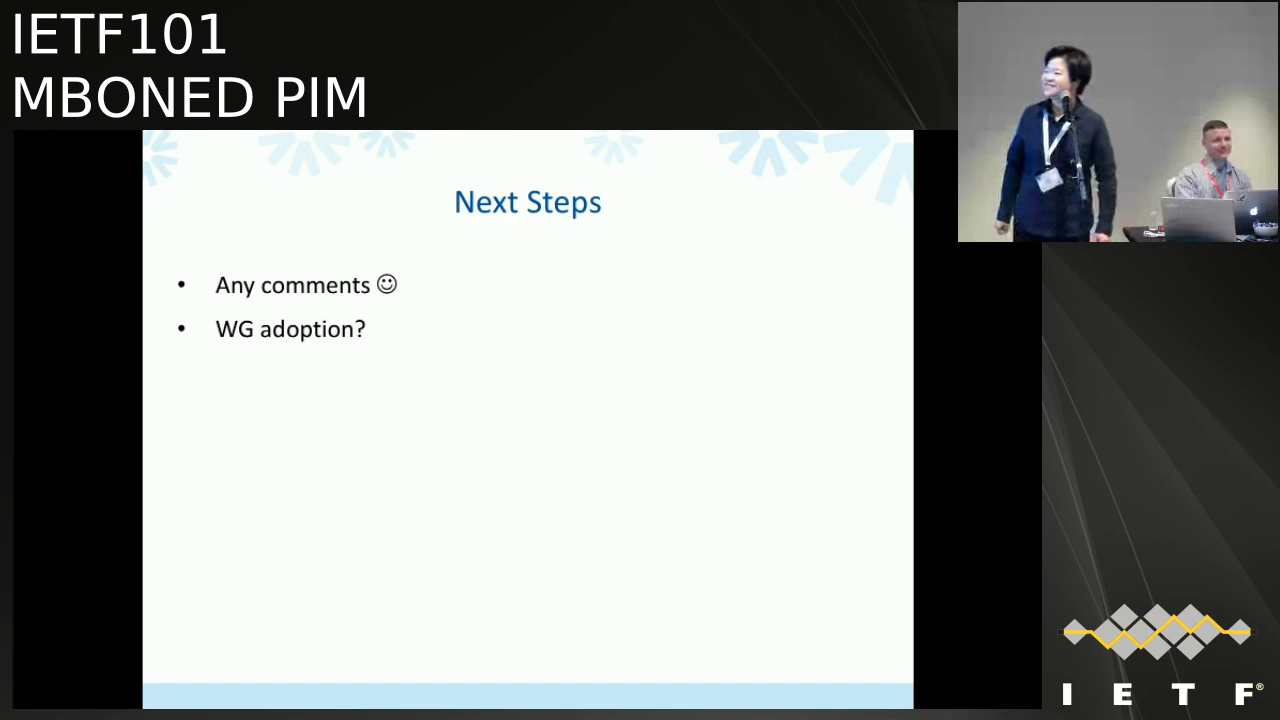 IETF101
MBONED PIM
Next Steps
• Any comments ☺
• WG adoption?
I E T F®